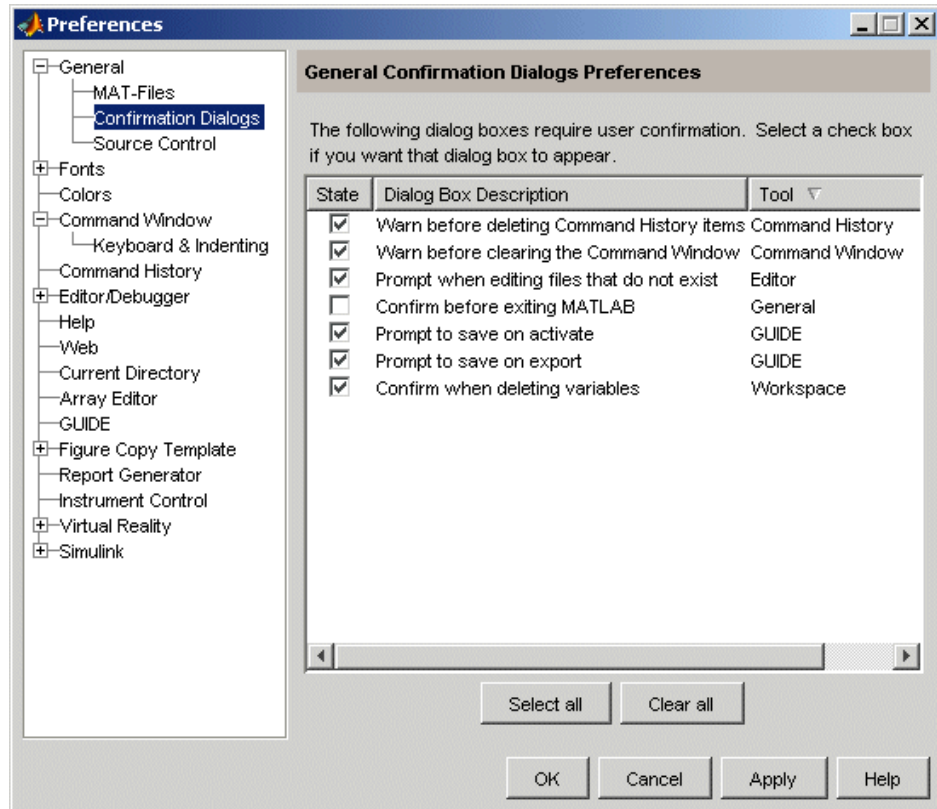 Preferences
General
MAT-Files
Confirmation Dialogs
Source Control
Fonts
Colors
Command Window
Keyboard & Indenting
Command History
Editor/Debugger
Help
Web
Current Directory
Array Editor
GUIDE
Figure Copy Template
Report Generator
Instrument Control
Virtual Reality
Simulink
General Confirmation Dialogs Preferences
The following dialog boxes require user confirmation. Select a check box
if you want that dialog box to appear.
State Dialog Box Description Tool
Warn before deleting Command History items Command History
Warn before clearing the Command Window Command Window
Prompt when editing files that do not exist Editor
Confirm before exiting MATLAB General
Prompt to save on activate GUIDE
Prompt to save on export GUIDE
Confirm when deleting variables Workspace
Select all Clear all
OK Cancel Apply Help